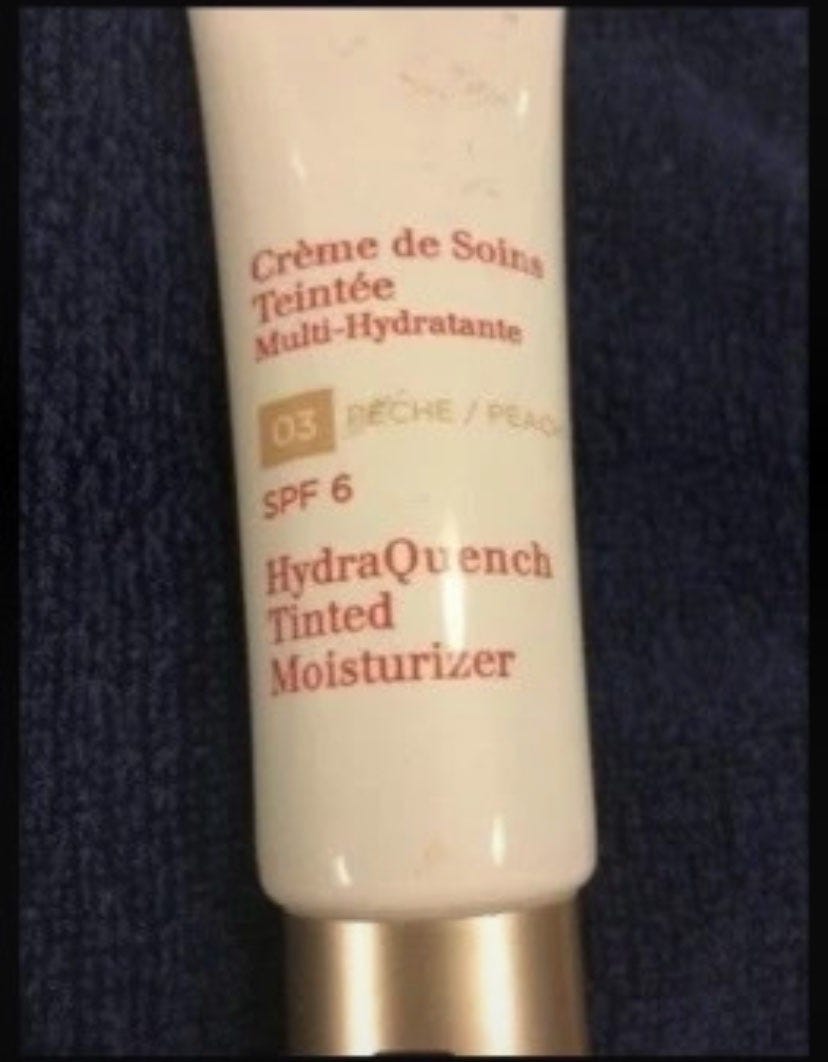 Crème de Soins
Teintée
Multi-Hydratante
03 PÊCHE / PEACH
SPF 6
HydraQuench
Tinted
Moisturizer